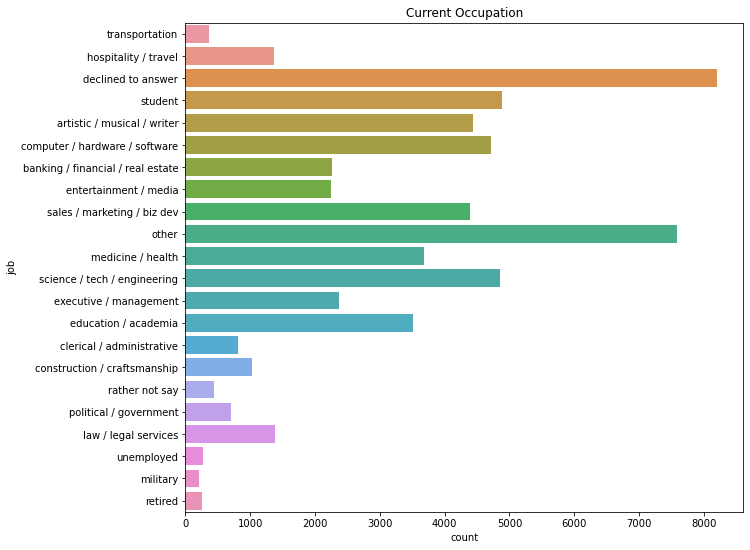 Current Occupation
transportation
hospitality / travel
declined to answer
student
artistic / musical / writer
computer / hardware / software
banking / financial / real estate
entertainment / media
sales / marketing / biz dev
other
medicine / health
science / tech / engineering
executive / management
education / academia
clerical / administrative
construction / craftsmanship
rather not say
political / government
law / legal services
unemployed
military
retired
job
0 1000 2000 3000 4000 5000 6000 7000 8000
count